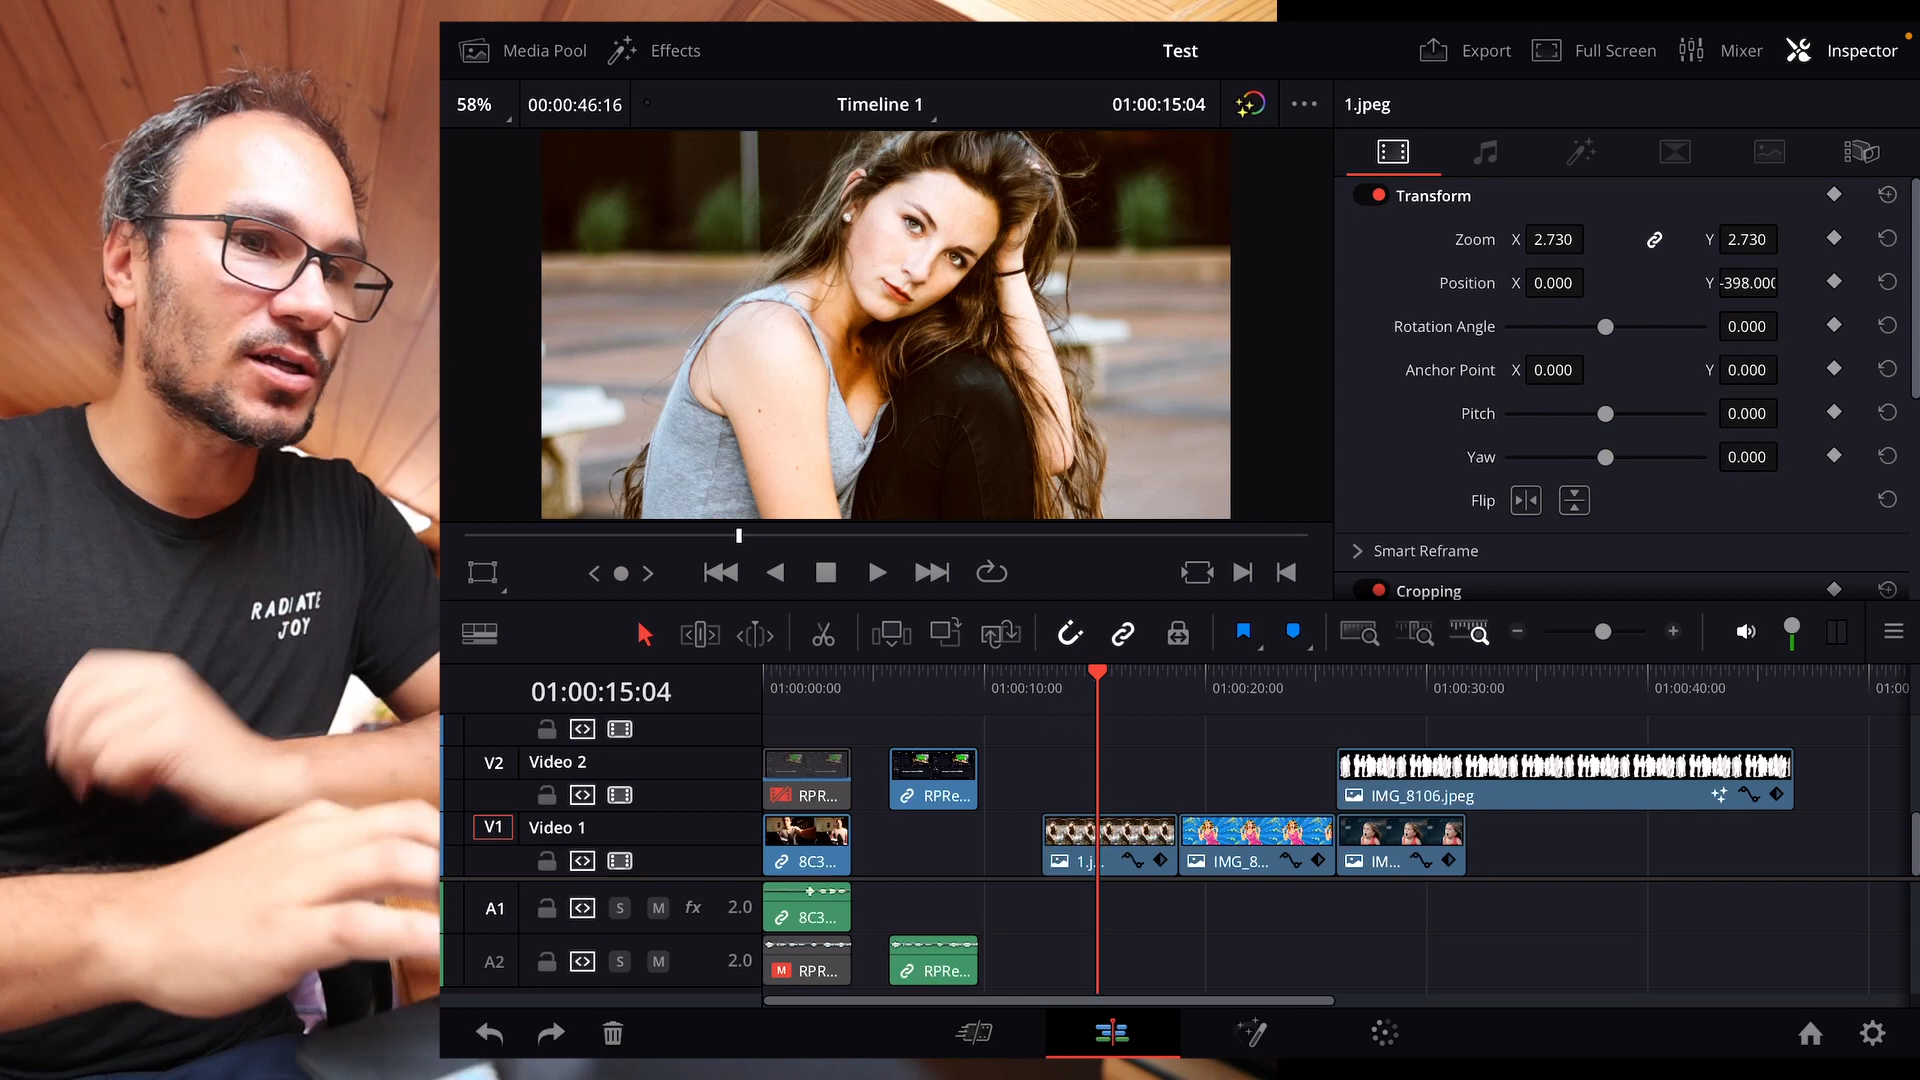 Media Pool Effects Test Export Full Screen Mixer Inspector
58% 00:00:46:16 Timeline 1 01:00:15:04 1.jpeg
Transform
Zoom X 2.730 Y 2.730
Position X 0.000 Y -398.000
Rotation Angle 0.000
Anchor Point X 0.000 Y 0.000
Pitch 0.000
Yaw 0.000
Flip
Smart Reframe
Cropping
RADIATE
JOY
01:00:15:04 01:00:00:00 01:00:10:00 01:00:20:00 01:00:30:00 01:00:40:00 01:00
V2 Video 2
RPR... RPRe... IMG_8106.jpeg
V1 Video 1
8C3... 1.j... IMG_8... IM...
A1 S M fx 2.0
8C3...
A2 S M 2.0
M RPR... RPRe...